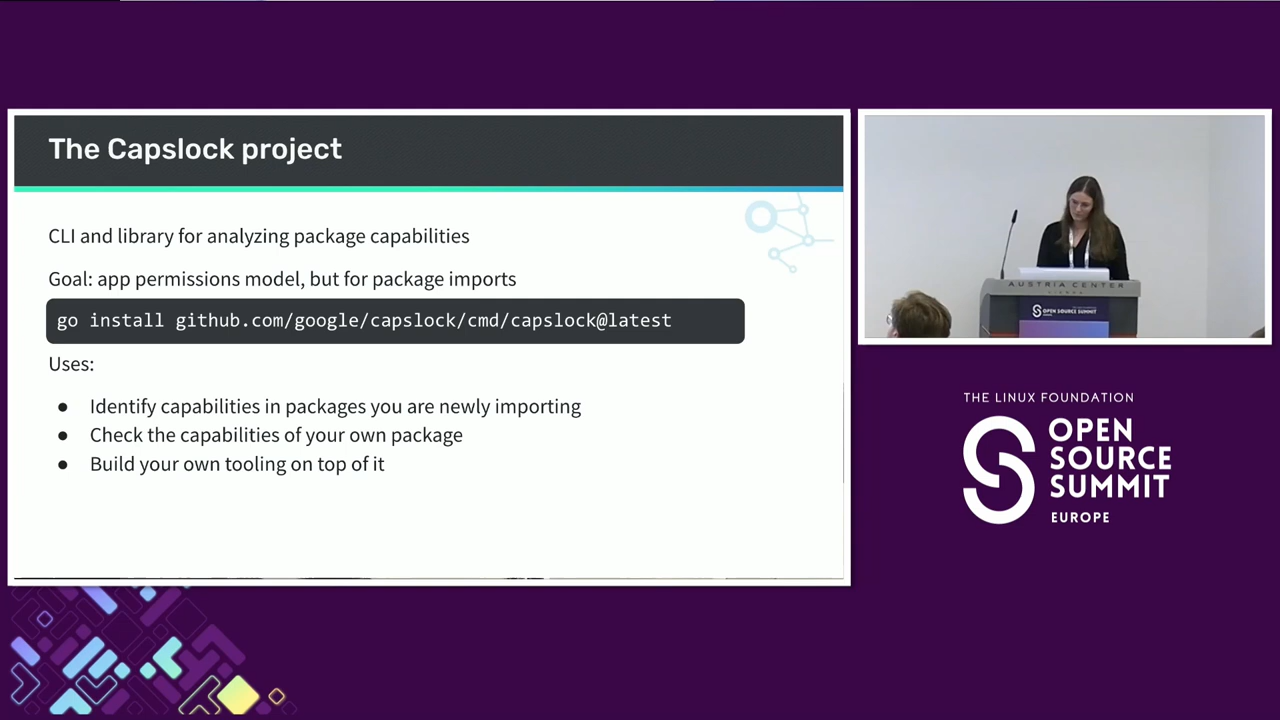 The Capslock project
CLI and library for analyzing package capabilities
Goal: app permissions model, but for package imports
go install github.com/google/capslock/cmd/capslock@latest
Uses:
● Identify capabilities in packages you are newly importing
● Check the capabilities of your own package
● Build your own tooling on top of it
AUSTRIA CENTER
OPEN SOURCE SUMMIT
THE LINUX FOUNDATION
OPEN
SOURCE
SUMMIT
EUROPE